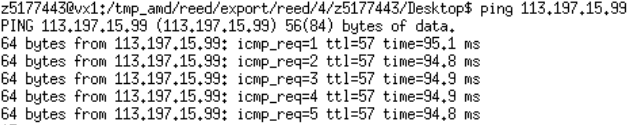 z5177443@vx1:/tmp_amd/reed/export/reed/4/z5177443/Desktop$ ping 113.197.15.99
PING 113.197.15.99 (113.197.15.99) 56(84) bytes of data.
64 bytes from 113.197.15.99: icmp_req=1 ttl=57 time=95.1 ms
64 bytes from 113.197.15.99: icmp_req=2 ttl=57 time=94.8 ms
64 bytes from 113.197.15.99: icmp_req=3 ttl=57 time=94.9 ms
64 bytes from 113.197.15.99: icmp_req=4 ttl=57 time=94.9 ms
64 bytes from 113.197.15.99: icmp_req=5 ttl=57 time=94.8 ms